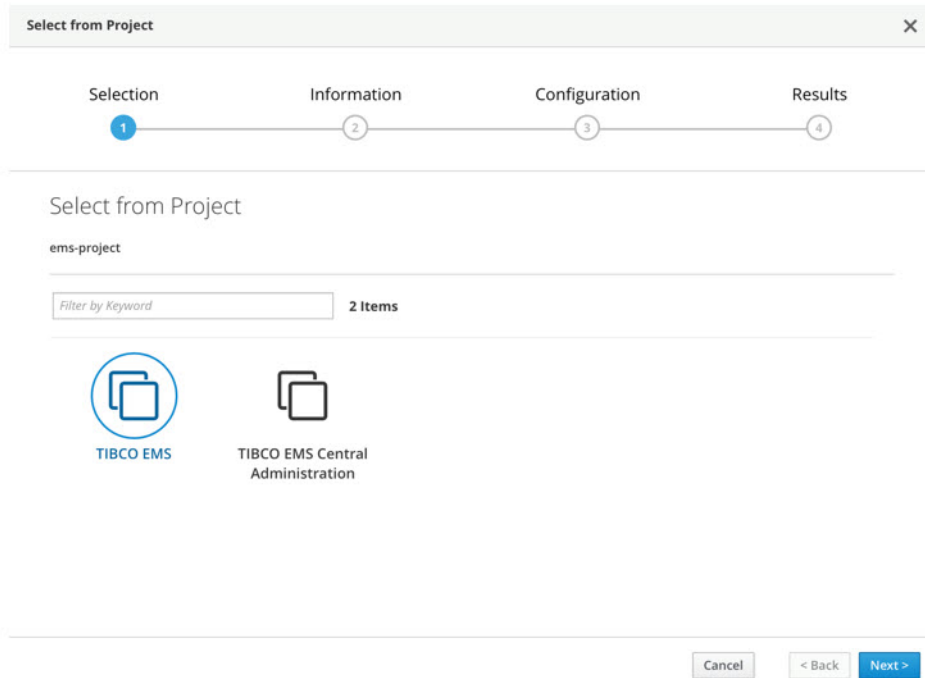 Select from Project
Selection Information Configuration Results
1 2 3 4
Select from Project
ems-project
Filter by Keyword 2 Items
TIBCO EMS TIBCO EMS Central
Administration
Cancel < Back Next >